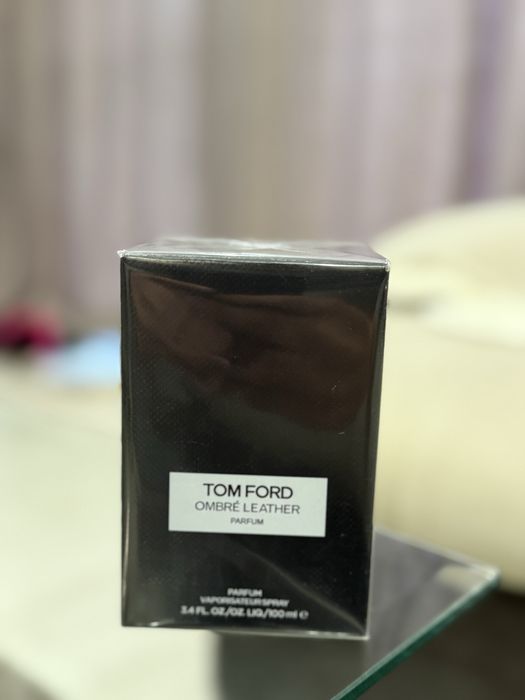 TOM FORD
OMBRÉ LEATHER
PARFUM
PARFUM
VAPORISATEUR SPRAY
3.4 FL. OZ./OZ. LIQ./100 ml ℮